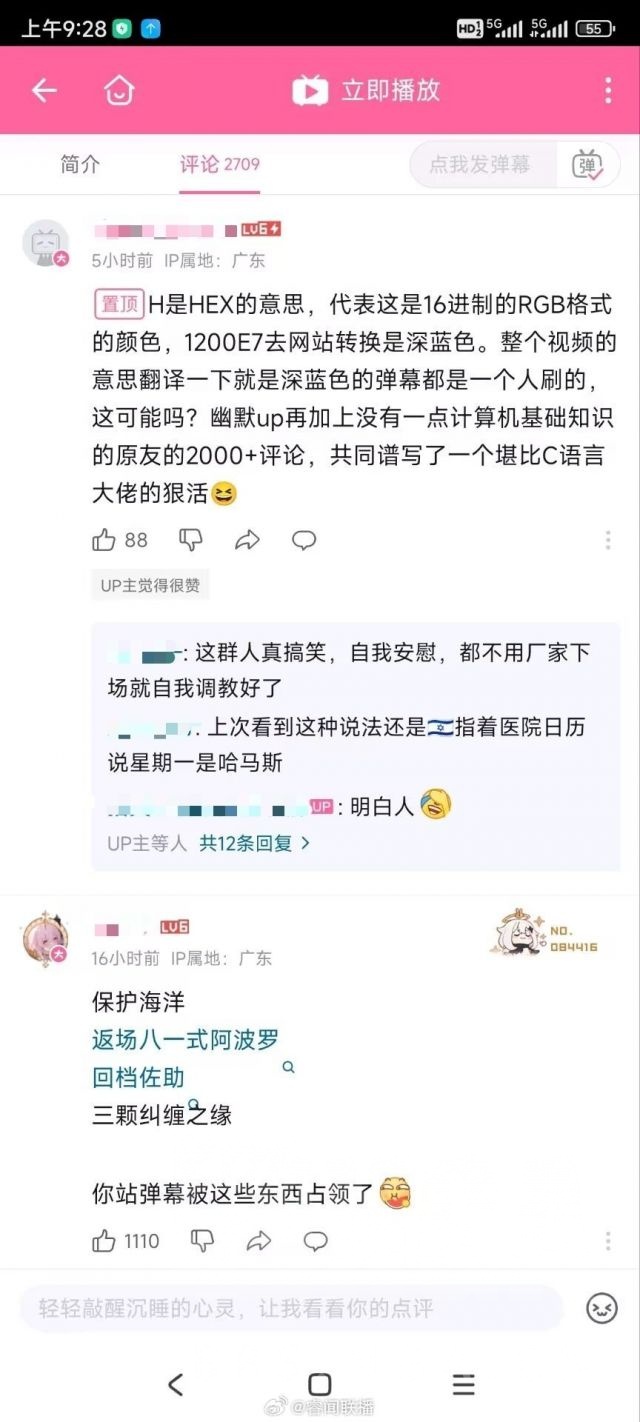 上午9:28
HD 1 2 5G 5G 55
立即播放
简介
评论 2709
点我发弹幕
弹
LV6
大
5小时前 IP属地：广东
置顶 H是HEX的意思，代表这是16进制的RGB格式
的颜色，1200E7去网站转换是深蓝色。整个视频的
意思翻译一下就是深蓝色的弹幕都是一个人刷的，
这可能吗？幽默up再加上没有一点计算机基础知识
的原友的2000+评论，共同谱写了一个堪比C语言
大佬的狠活😆
88
UP主觉得很赞
：这群人真搞笑，自我安慰，都不用厂家下
场就自我调教好了
：上次看到这种说法还是🇮🇱指着医院日历
说星期一是哈马斯
UP：明白人
UP主等人 共12条回复 >
LV6
大
16小时前 IP属地：广东
NO.
084416
保护海洋
返场八一式阿波罗
回档佐助
三颗纠缠之缘
你站弹幕被这些东西占领了
1110
轻轻敲醒沉睡的心灵，让我看看你的点评
@睿闻联播